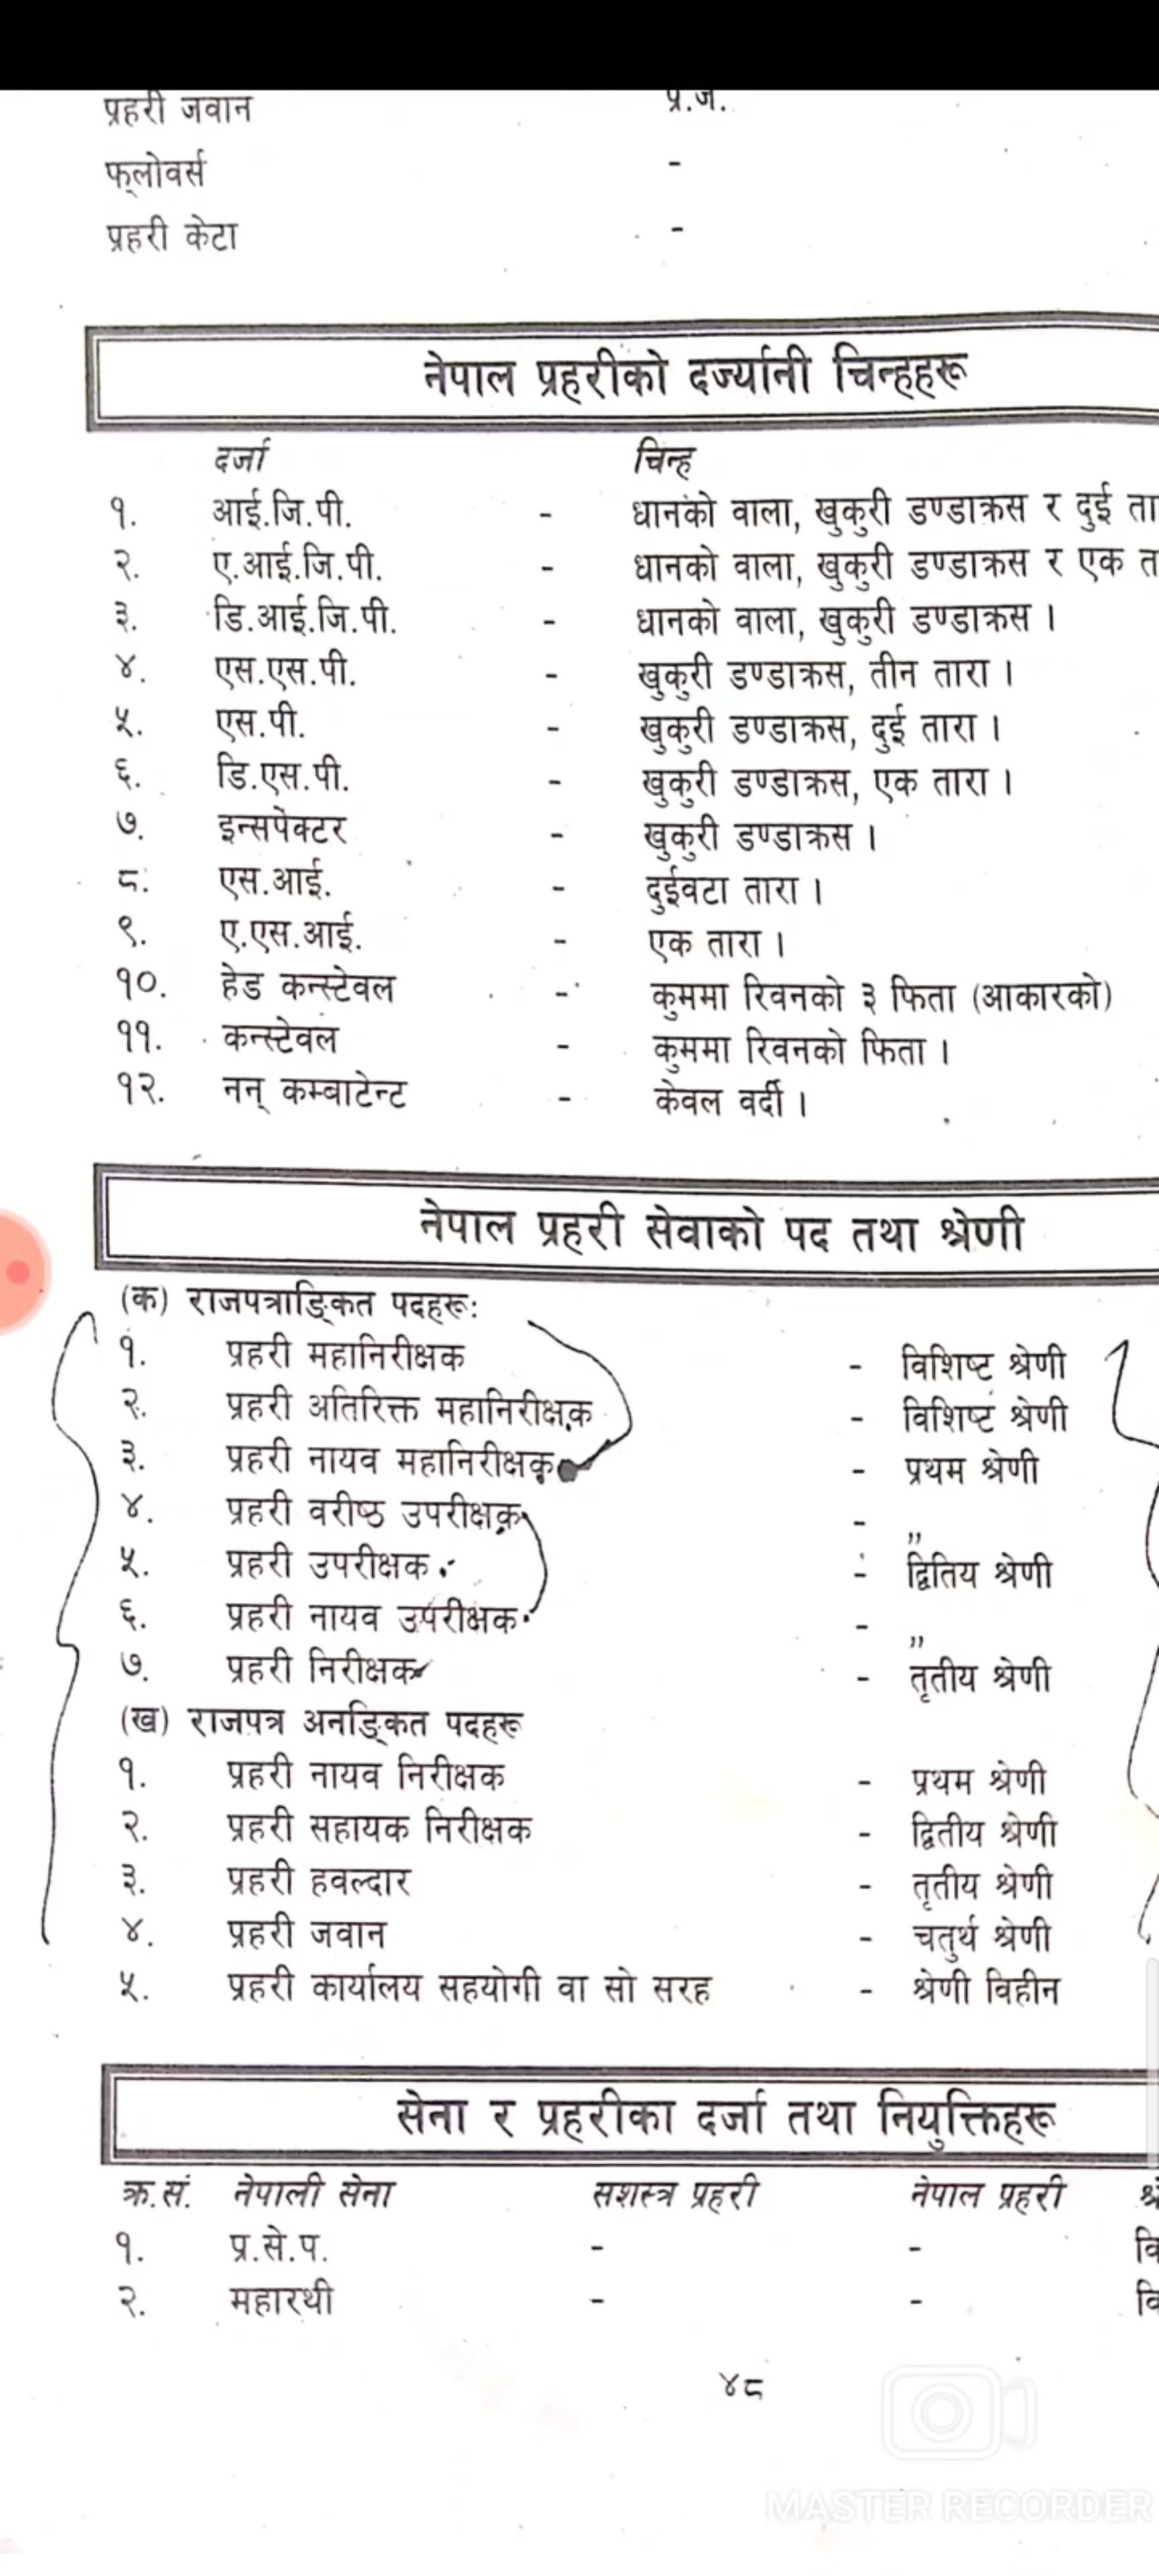 प्रहरी जवान प्र.ज.
फ्लोवर्स -
प्रहरी केटा -
नेपाल प्रहरीको दर्ज्यानी चिन्हहरू
दर्जा चिन्ह
१. आई.जि.पी. - धानको वाला, खुकुरी डण्डाक्रस र दुई ता
२. ए.आई.जि.पी. - धानको वाला, खुकुरी डण्डाक्रस र एक त
३. डि.आई.जि.पी. - धानको वाला, खुकुरी डण्डाक्रस ।
४. एस.एस.पी. - खुकुरी डण्डाक्रस, तीन तारा ।
५. एस.पी. - खुकुरी डण्डाक्रस, दुई तारा ।
६. डि.एस.पी. - खुकुरी डण्डाक्रस, एक तारा ।
७. इन्सपेक्टर - खुकुरी डण्डाक्रस ।
८. एस.आई. - दुईवटा तारा ।
९. ए.एस.आई. - एक तारा ।
१०. हेड कन्स्टेवल - कुममा रिवनको ३ फिता (आकारको)
११. कन्स्टेवल - कुममा रिवनको फिता ।
१२. नन् कम्वाटेन्ट - केवल वर्दी ।
नेपाल प्रहरी सेवाको पद तथा श्रेणी
(क) राजपत्राङ्कित पदहरू:
१. प्रहरी महानिरीक्षक - विशिष्ट श्रेणी
२. प्रहरी अतिरिक्त महानिरीक्षक - विशिष्ट श्रेणी
३. प्रहरी नायव महानिरीक्षक - प्रथम श्रेणी
४. प्रहरी वरीष्ठ उपरीक्षक - ,,
५. प्रहरी उपरीक्षक - द्वितिय श्रेणी
६. प्रहरी नायव उपरीक्षक - ,,
७. प्रहरी निरीक्षक - तृतीय श्रेणी
(ख) राजपत्र अनङ्कित पदहरू
१. प्रहरी नायव निरीक्षक - प्रथम श्रेणी
२. प्रहरी सहायक निरीक्षक - द्वितीय श्रेणी
३. प्रहरी हवल्दार - तृतीय श्रेणी
४. प्रहरी जवान - चतुर्थ श्रेणी
५. प्रहरी कार्यालय सहयोगी वा सो सरह - श्रेणी विहीन
सेना र प्रहरीका दर्जा तथा नियुक्तिहरू
क्र.सं. नेपाली सेना सशस्त्र प्रहरी नेपाल प्रहरी श्रे
१. प्र.से.प. - - वि
२. महारथी - - वि
४८
MASTER RECORDER